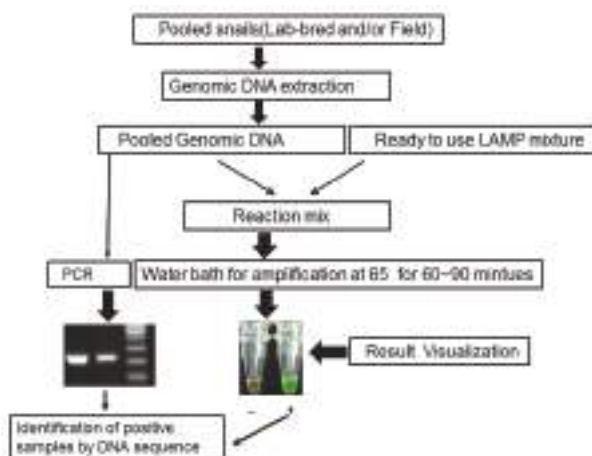 Pooled snails(Lab-bred and/or Field)
Genomic DNA extraction
Pooled Genomic DNA
Ready to use LAMP mixture
Reaction mix
PCR
Water bath for amplification at 65 for 60~90 mintues
Result Visualization
- +
Identification of positive
samples by DNA sequence